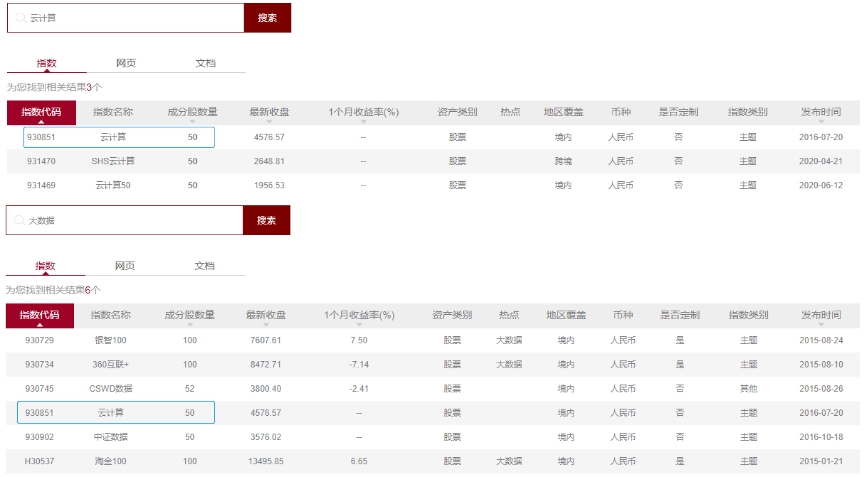 云计算 搜索
指数 网页 文档
为您找到相关结果3个
指数代码 指数名称 成分股数量 最新收盘 1个月收益率(%) 资产类别 热点 地区覆盖 币种 是否定制 指数类别 发布时间
930851 云计算 50 4576.57 -- 股票 境内 人民币 否 主题 2016-07-20
931470 SHS云计算 50 2648.81 -- 股票 跨境 人民币 否 主题 2020-04-21
931469 云计算50 50 1956.53 -- 股票 境内 人民币 否 主题 2020-06-12
大数据 搜索
指数 网页 文档
为您找到相关结果6个
指数代码 指数名称 成分股数量 最新收盘 1个月收益率(%) 资产类别 热点 地区覆盖 币种 是否定制 指数类别 发布时间
930729 银智100 100 7607.61 7.50 股票 大数据 境内 人民币 是 主题 2015-08-24
930734 360互联+ 100 8472.71 -7.14 股票 大数据 境内 人民币 是 主题 2015-08-10
930745 CSWD数据 52 3800.40 -2.41 股票 境内 人民币 否 其他 2015-08-26
930851 云计算 50 4576.57 -- 股票 境内 人民币 否 主题 2016-07-20
930902 中证数据 50 3576.02 -- 股票 境内 人民币 否 主题 2016-10-18
H30537 淘金100 100 13495.85 6.65 股票 大数据 境内 人民币 是 主题 2015-01-21